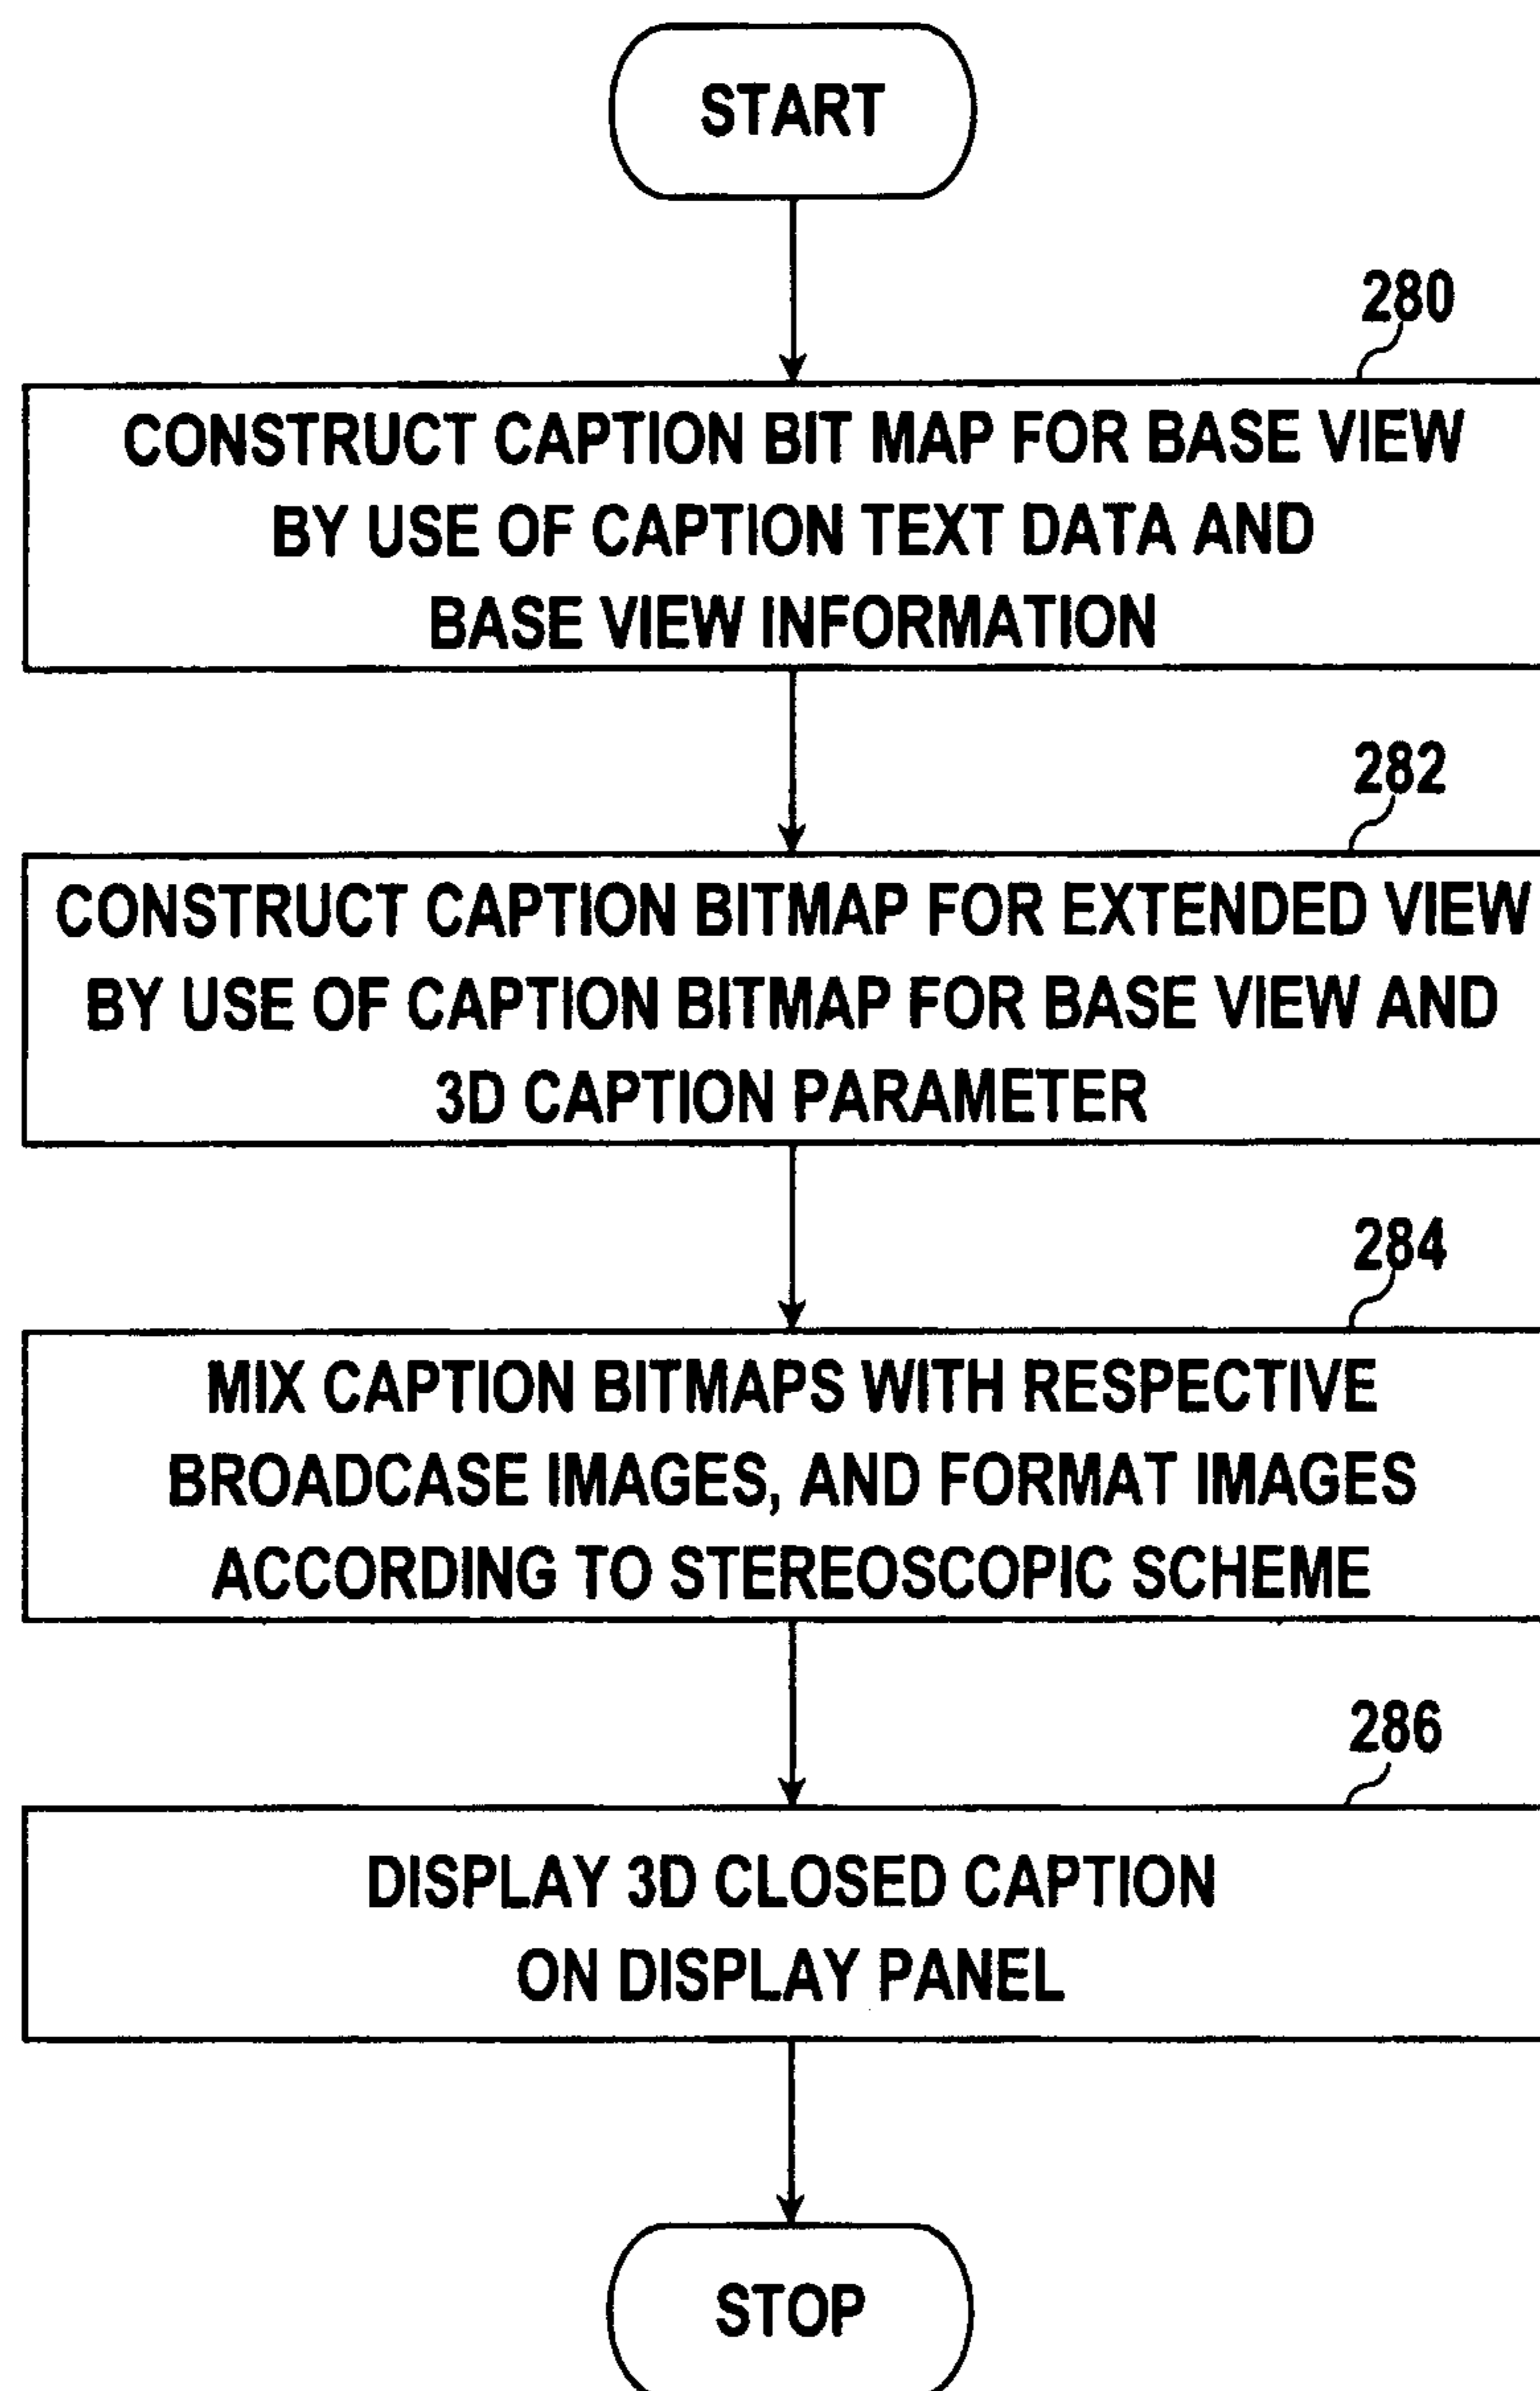 START
280
CONSTRUCT CAPTION BIT MAP FOR BASE VIEW
BY USE OF CAPTION TEXT DATA AND
BASE VIEW INFORMATION
282
CONSTRUCT CAPTION BITMAP FOR EXTENDED VIEW
BY USE OF CAPTION BITMAP FOR BASE VIEW AND
3D CAPTION PARAMETER
284
MIX CAPTION BITMAPS WITH RESPECTIVE
BROADCASE IMAGES, AND FORMAT IMAGES
ACCORDING TO STEREOSCOPIC SCHEME
286
DISPLAY 3D CLOSED CAPTION
ON DISPLAY PANEL
STOP